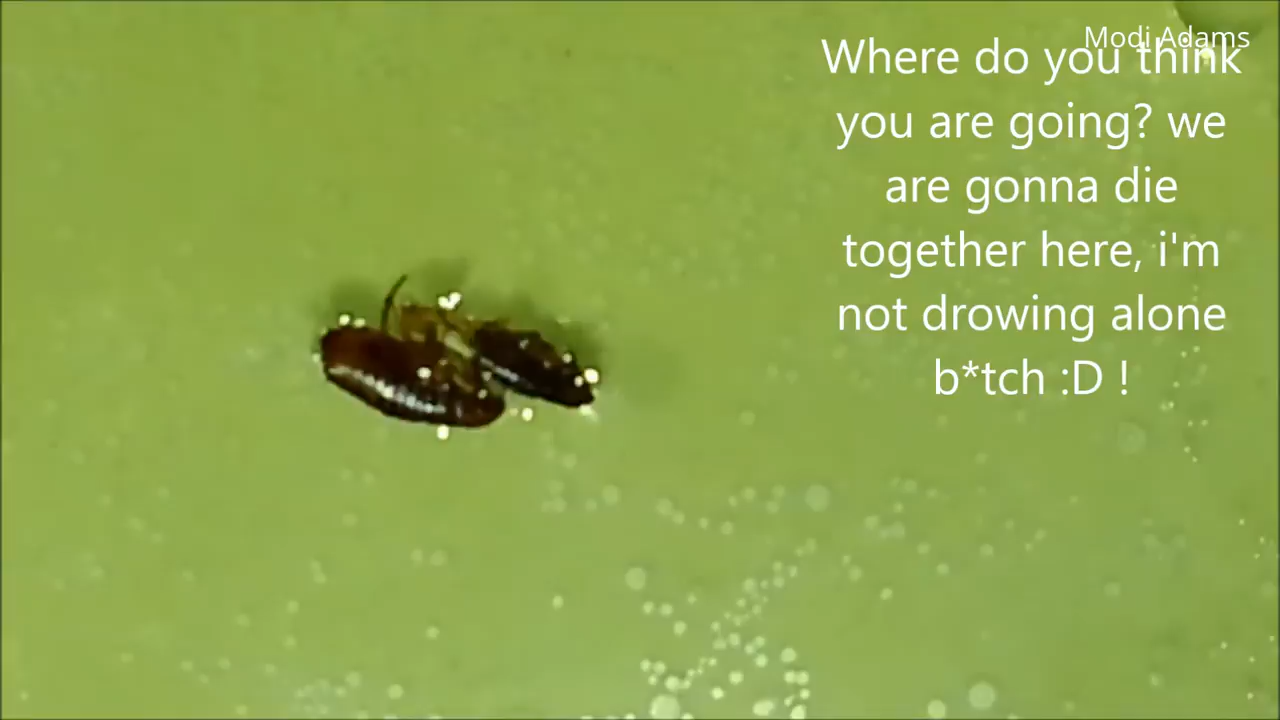 Modi Adams
Where do you think
you are going? we
are gonna die
together here, i'm
not drowing alone
b*tch :D !